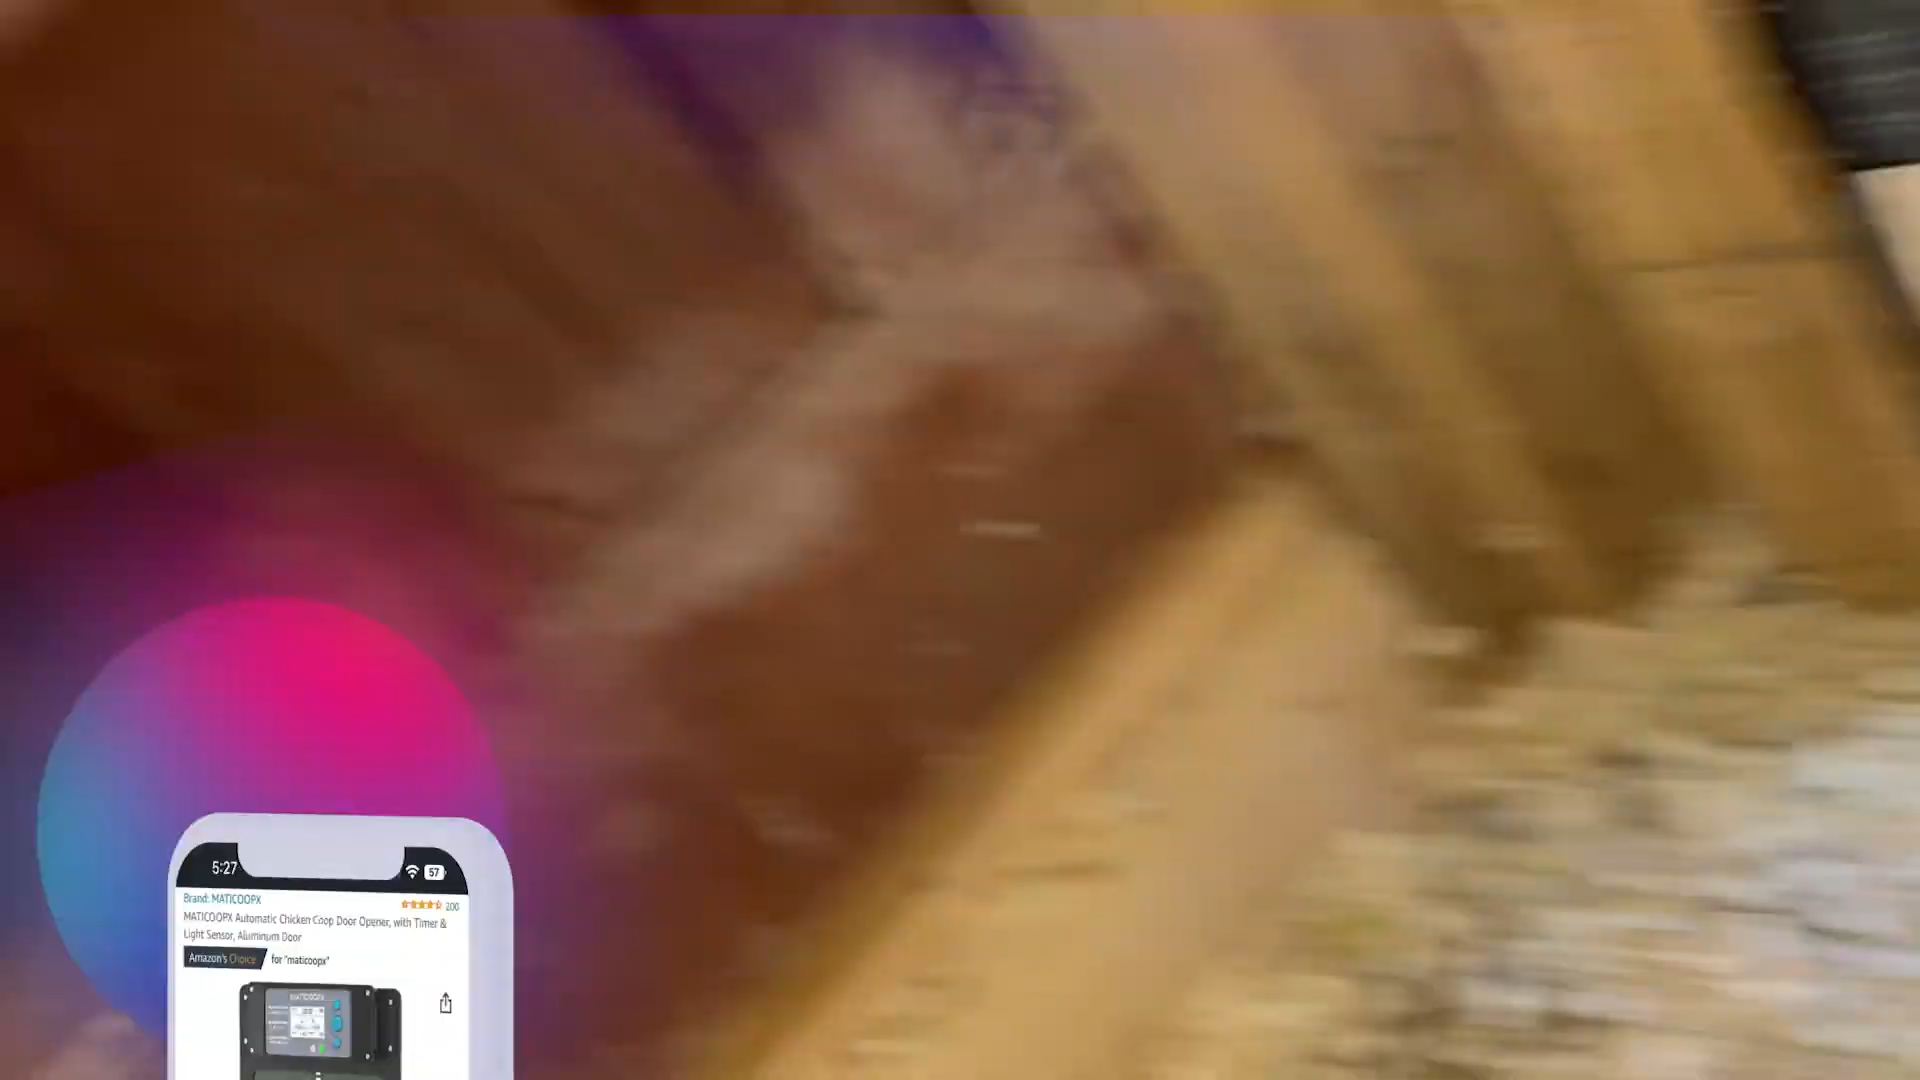 5:27
57
Brand: MATICOOPX
200
MATICOOPX Automatic Chicken Coop Door Opener, with Timer &
Light Sensor, Aluminum Door
Amazon's Choice for "maticoopx"
MATICOOPX